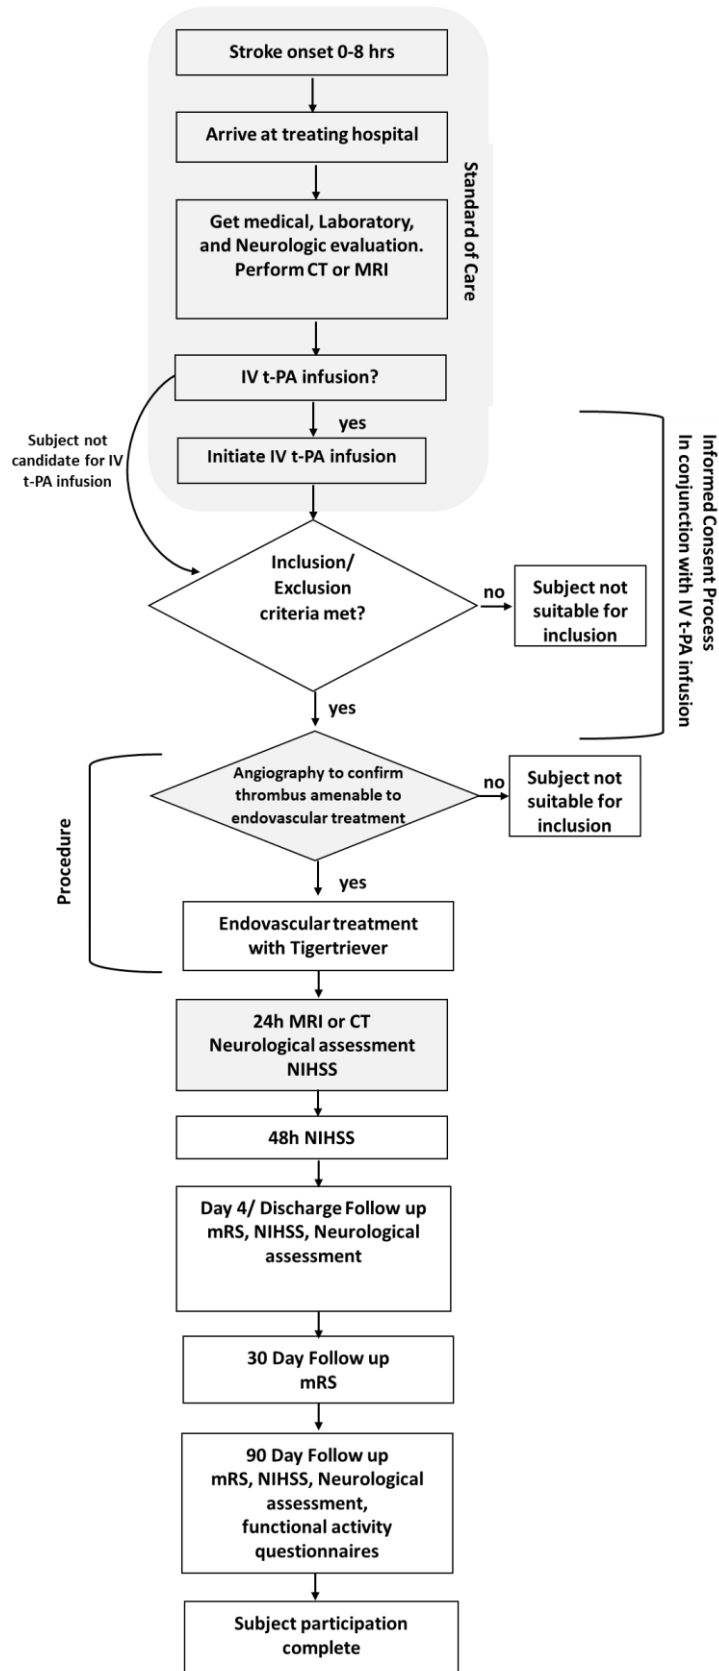 Stroke onset 0-8 hrs
Arrive at treating hospital
Get medical, Laboratory,
and Neurologic evaluation.
Perform CT or MRI
Standard of Care
IV t-PA infusion?
yes
Subject not
candidate for IV
t-PA infusion
Initiate IV t-PA infusion
Informed Consent Process
In conjunction with IV t-PA infusion
Inclusion/
Exclusion
criteria met?
no
Subject not
suitable for
inclusion
yes
Angiography to confirm
thrombus amenable to
endovascular treatment
no
Subject not
suitable for
inclusion
Procedure
yes
Endovascular treatment
with Tigertriever
24h MRI or CT
Neurological assessment
NIHSS
48h NIHSS
Day 4/ Discharge Follow up
mRS, NIHSS, Neurological
assessment
30 Day Follow up
mRS
90 Day Follow up
mRS, NIHSS, Neurological
assessment,
functional activity
questionnaires
Subject participation
complete